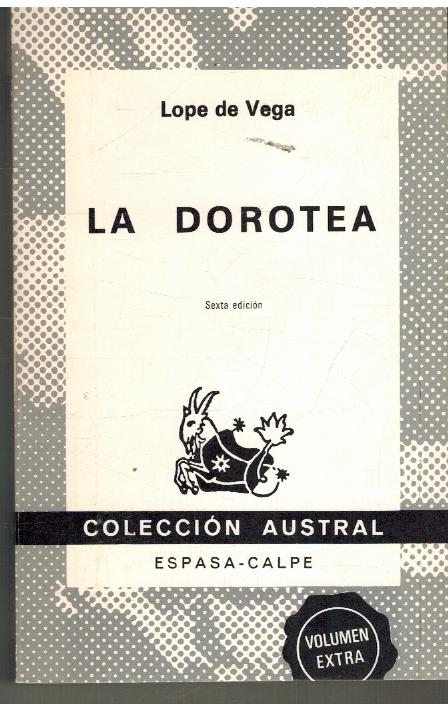 Lope de Vega
LA DOROTEA
Sexta edición
COLECCIÓN AUSTRAL
ESPASA-CALPE
VOLUMEN
EXTRA